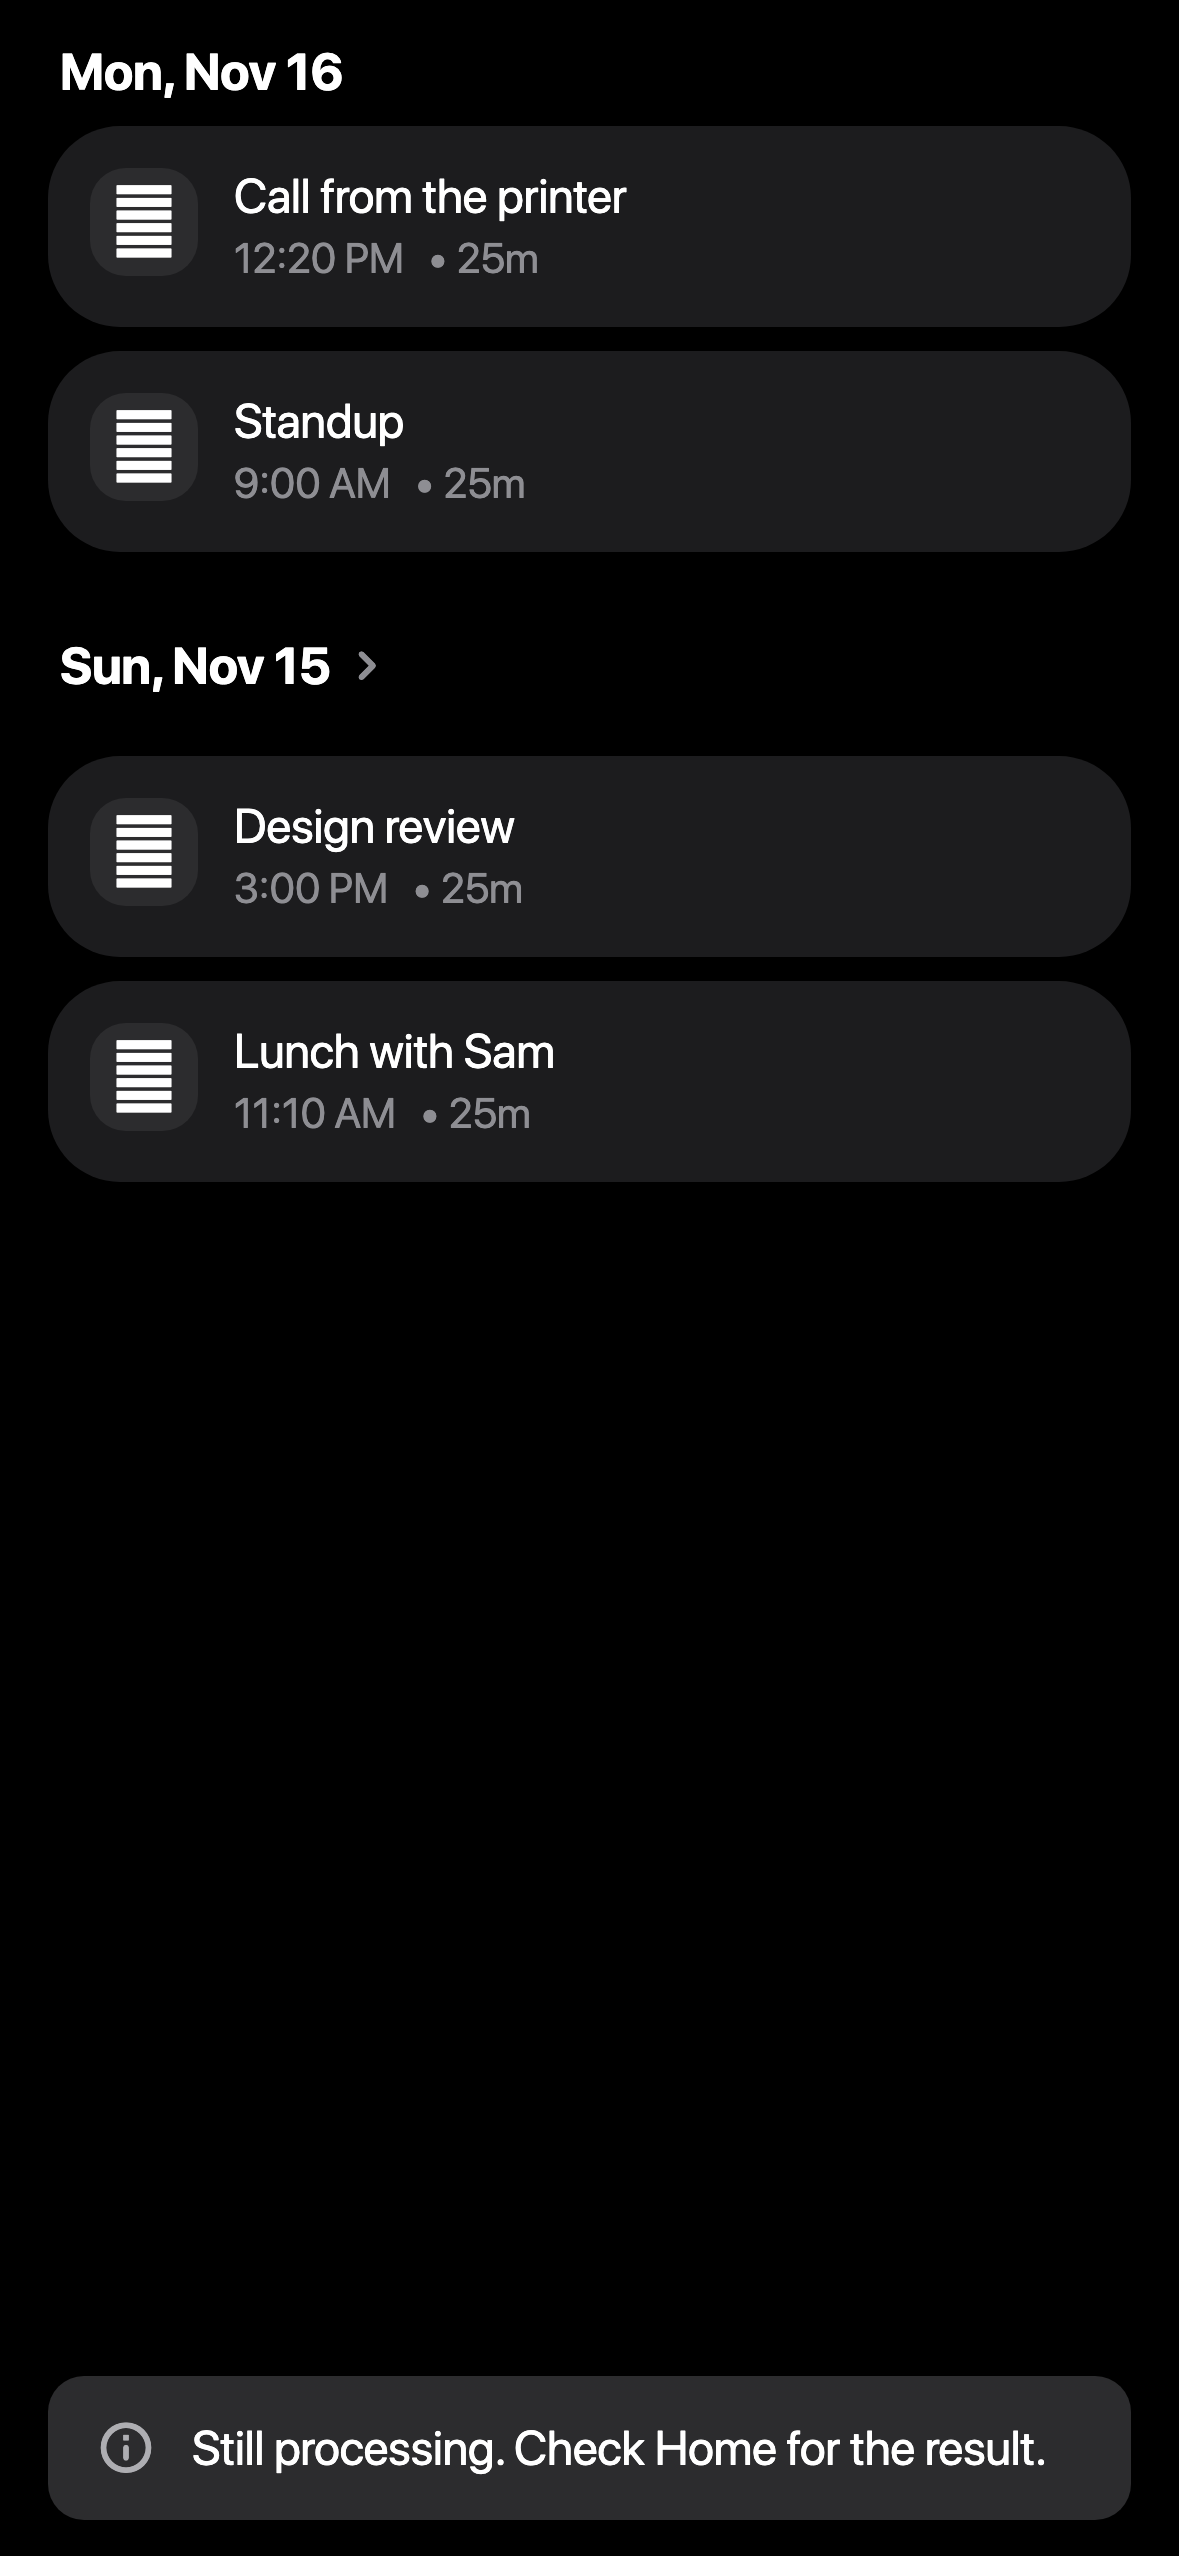 Mon, Nov 16
Call from the printer
12:20 PM • 25m
Standup
9:00 AM • 25m
Sun, Nov 15
Design review
3:00 PM • 25m
Lunch with Sam
11:10 AM • 25m
Still processing. Check Home for the result.